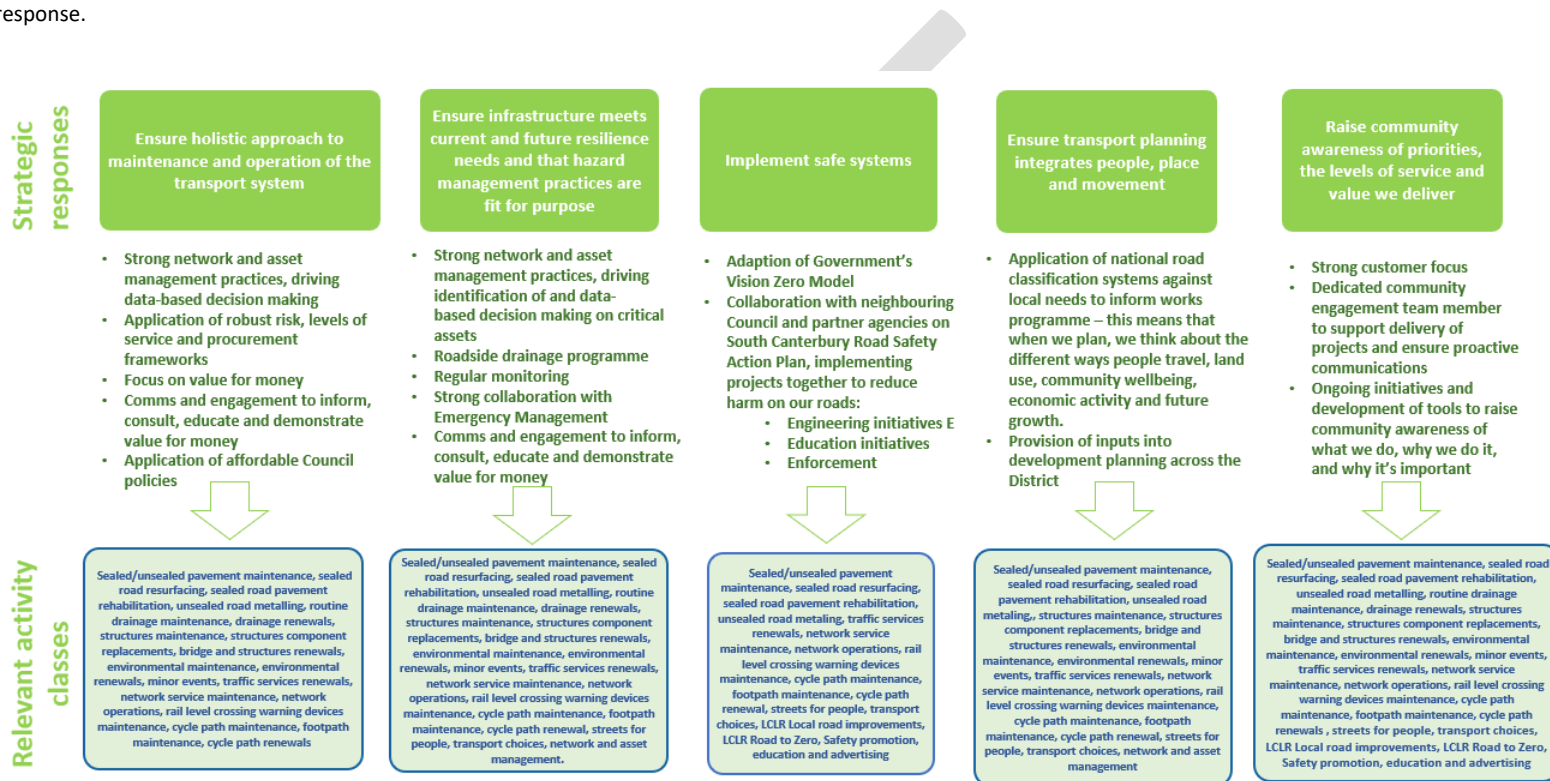 response.
Strategic
responses
Ensure holistic approach to
maintenance and operation of the
transport system
Ensure infrastructure meets
current and future resilience
needs and that hazard
management practices are
fit for purpose
Implement safe systems
Ensure transport planning
integrates people, place
and movement
Raise community
awareness of priorities,
the levels of service and
value we deliver
• Strong network and asset
management practices, driving
data-based decision making
• Application of robust risk, levels of
service and procurement
frameworks
• Focus on value for money
• Comms and engagement to inform,
consult, educate and demonstrate
value for money
• Application of affordable Council
policies
• Strong network and asset
management practices, driving
identification of and data-
based decision making on critical
assets
• Roadside drainage programme
• Regular monitoring
• Strong collaboration with
Emergency Management
• Comms and engagement to inform,
consult, educate and demonstrate
value for money
• Adaption of Government's
Vision Zero Model
• Collaboration with neighbouring
Council and partner agencies on
South Canterbury Road Safety
Action Plan, implementing
projects together to reduce
harm on our roads:
• Engineering initiatives E
• Education initiatives
• Enforcement
• Application of national road
classification systems against
local needs to inform works
programme – this means that
when we plan, we think about the
different ways people travel, land
use, community wellbeing,
economic activity and future
growth.
• Provision of inputs into
development planning across the
District
• Strong customer focus
• Dedicated community
engagement team member
to support delivery of
projects and ensure proactive
communications
• Ongoing initiatives and
development of tools to raise
community awareness of
what we do, why we do it,
and why it's important
Relevant activity
classes
Sealed/unsealed pavement maintenance, sealed
road resurfacing, sealed road pavement
rehabilitation, unsealed road metalling, routine
drainage maintenance, drainage renewals,
structures maintenance, structures component
replacements, bridge and structures renewals,
environmental maintenance, environmental
renewals, minor events, traffic services renewals,
network service maintenance, network
operations, rail level crossing warning devices
maintenance, cycle path maintenance, footpath
maintenance, cycle path renewals
Sealed/unsealed pavement maintenance, sealed
road resurfacing, sealed road pavement
rehabilitation, unsealed road metalling, routine
drainage maintenance, drainage renewals,
structures maintenance, structures component
replacements, bridge and structures renewals,
environmental maintenance, environmental
renewals, minor events, traffic services renewals,
network service maintenance, network
operations, rail level crossing warning devices
maintenance, cycle path maintenance, footpath
maintenance, cycle path renewal, streets for
people, transport choices, network and asset
management.
Sealed/unsealed pavement
maintenance, sealed road resurfacing,
sealed road pavement rehabilitation,
unsealed road metaling, traffic services
renewals, network service
maintenance, network operations, rail
level crossing warning devices
maintenance, cycle path maintenance,
footpath maintenance, cycle path
renewal, streets for people, transport
choices, LCLR Local road improvements,
LCLR Road to Zero, Safety promotion,
education and advertising
Sealed/unsealed pavement maintenance,
sealed road resurfacing, sealed road
pavement rehabilitation, unsealed road
metaling,, structures maintenance, structures
component replacements, bridge and
structures renewals, environmental
maintenance, environmental renewals, minor
events, traffic services renewals, network
service maintenance, network operations, rail
level crossing warning devices maintenance,
cycle path maintenance, footpath
maintenance, cycle path renewal, streets for
people, transport choices, network and asset
management
Sealed/unsealed pavement maintenance, sealed road
resurfacing, sealed road pavement rehabilitation,
unsealed road metalling, routine drainage
maintenance, drainage renewals, structures
maintenance, structures component replacements,
bridge and structures renewals, environmental
maintenance, environmental renewals, minor events,
traffic services renewals, network service
maintenance, network operations, rail level crossing
warning devices maintenance, cycle path
maintenance, footpath maintenance, cycle path
renewals , streets for people, transport choices,
LCLR Local road improvements, LCLR Road to Zero,
Safety promotion, education and advertising